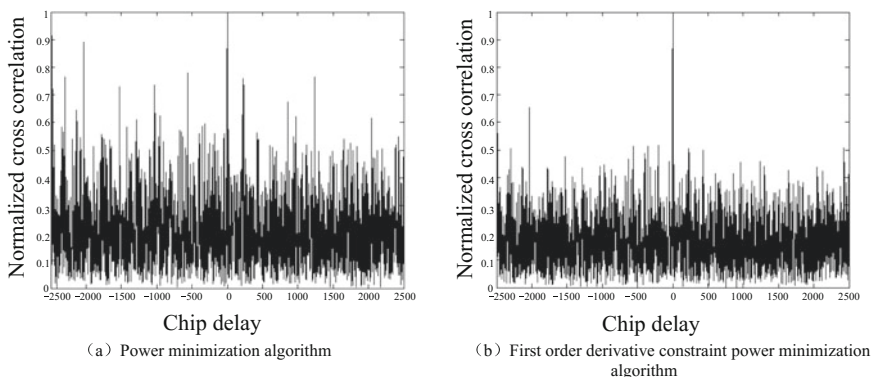 Normalized cross correlation
1
0.9
0.8
0.7
0.6
0.5
0.4
0.3
0.2
0.1
0
−2500 −2000 −1500 −1000 −500 0 500 1000 1500 2000 2500
Chip delay
（a）Power minimization algorithm
Normalized cross correlation
1
0.9
0.8
0.7
0.6
0.5
0.4
0.3
0.2
0.1
0
−2500 −2000 −1500 −1000 −500 0 500 1000 1500 2000 2500
Chip delay
（b）First order derivative constraint power minimization
algorithm